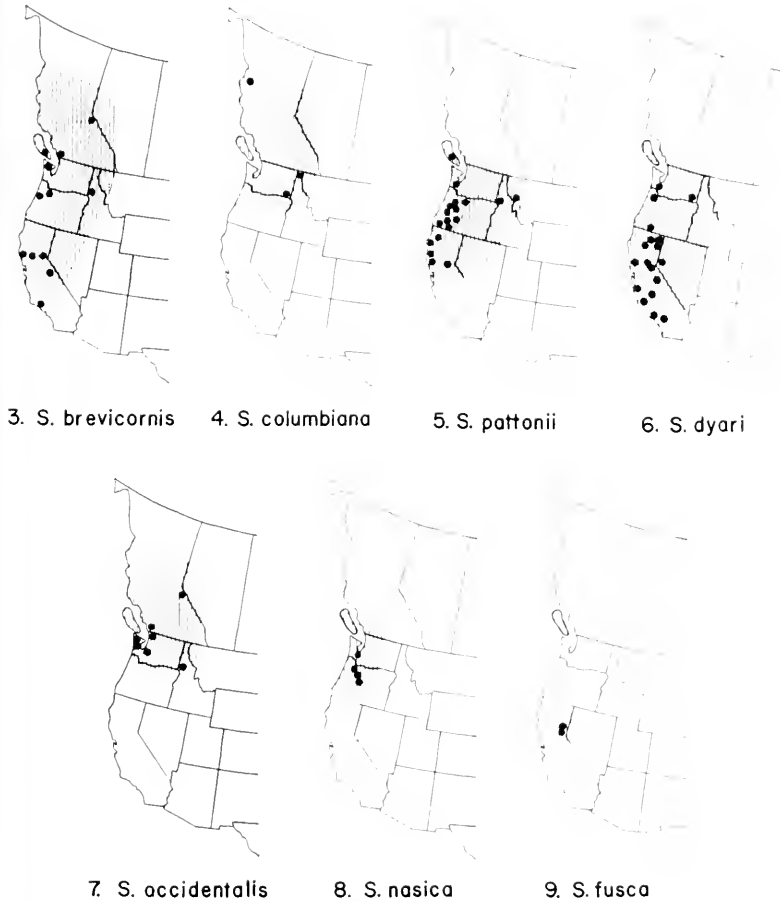 3. S. brevicornis 4. S. columbiana 5. S. pattonii 6. S. dyari
7. S. occidentalis 8. S. nasica 9. S. fusca